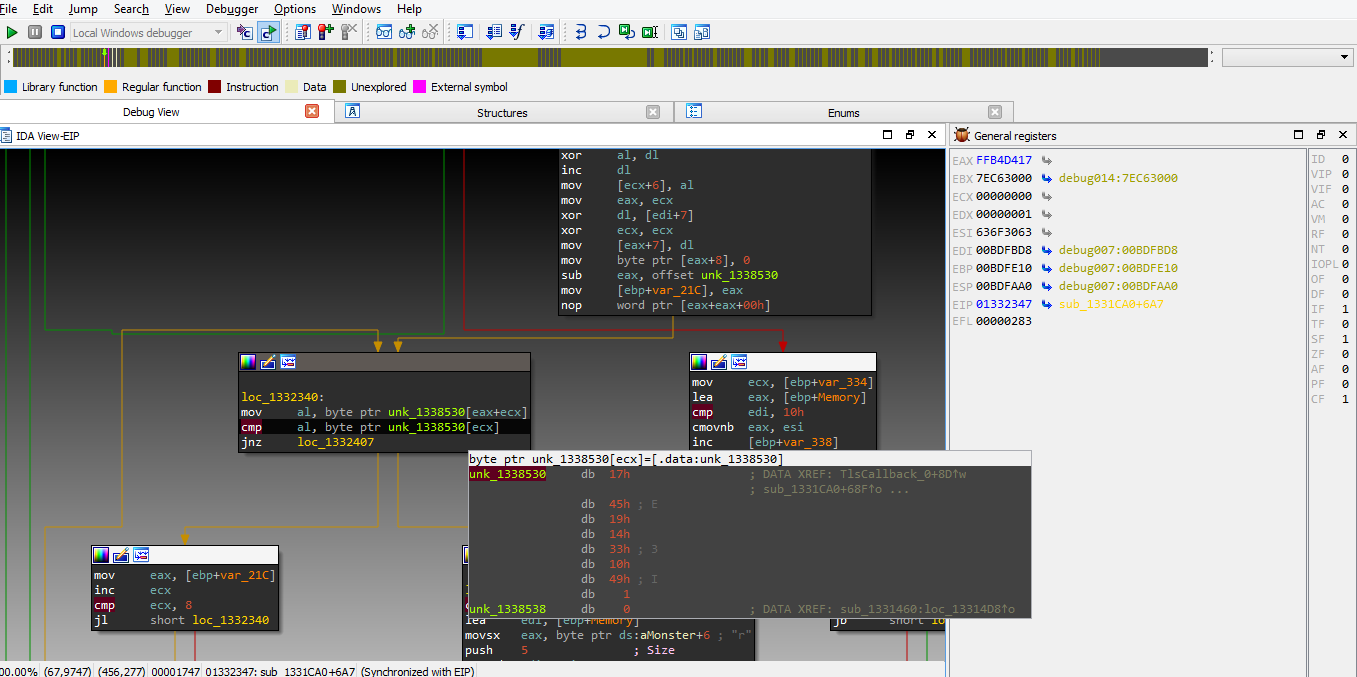 File Edit Jump Search View Debugger Options Windows Help
Local Windows debugger
Library function Regular function Instruction Data Unexplored External symbol
Debug View Structures Enums
IDA View-EIP
xor al, dl
inc dl
mov [ecx+6], al
mov eax, ecx
xor dl, [edi+7]
xor ecx, ecx
mov [eax+7], dl
mov byte ptr [eax+8], 0
sub eax, offset unk_1338530
mov [ebp+var_21C], eax
nop word ptr [eax+eax+00h]
loc_1332340:
mov al, byte ptr unk_1338530[eax+ecx]
cmp al, byte ptr unk_1338530[ecx]
jnz loc_1332407
mov ecx, [ebp+var_334]
lea eax, [ebp+Memory]
cmp edi, 10h
cmovnb eax, esi
inc [ebp+var_338]
byte ptr unk_1338530[ecx]=[.data:unk_1338530]
unk_1338530 db 17h ; DATA XREF: TlsCallback_0+8D↑w
; sub_1331CA0+68F↑o ...
db 45h ; E
db 19h
db 14h
db 33h ; 3
db 10h
db 49h ; I
db 1
unk_1338538 db 0 ; DATA XREF: sub_1331460:loc_13314D8↑o
mov eax, [ebp+var_21C]
inc ecx
cmp ecx, 8
jl short loc_1332340
lea edi, [ebp+Memory]
movsx eax, byte ptr ds:aMonster+6 ; "r"
push 5 ; Size
jb short lo
00.00% (67,9747) (456,277) 00001747 01332347: sub_1331CA0+6A7 (Synchronized with EIP)
General registers
EAX FFB4D417
EBX 7EC63000 debug014:7EC63000
ECX 00000000
EDX 00000001
ESI 636F3063
EDI 00BDFBD8 debug007:00BDFBD8
EBP 00BDFE10 debug007:00BDFE10
ESP 00BDFAA0 debug007:00BDFAA0
EIP 01332347 sub_1331CA0+6A7
EFL 00000283
ID 0
VIP 0
VIF 0
AC 0
VM 0
RF 0
NT 0
IOPL 0
OF 0
DF 0
IF 1
TF 0
SF 1
ZF 0
AF 0
PF 0
CF 1